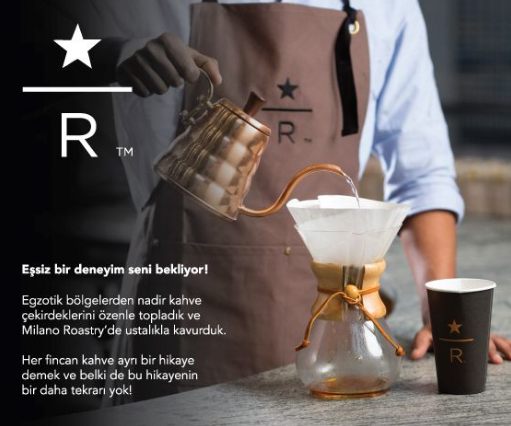 R TM
R TM
Eşsiz bir deneyim seni bekliyor!
Egzotik bölgelerden nadir kahve
çekirdeklerini özenle topladık ve
Milano Roastry'de ustalıkla kavurduk.
Her fincan kahve ayrı bir hikaye
demek ve belki de bu hikayenin
bir daha tekrarı yok!
R